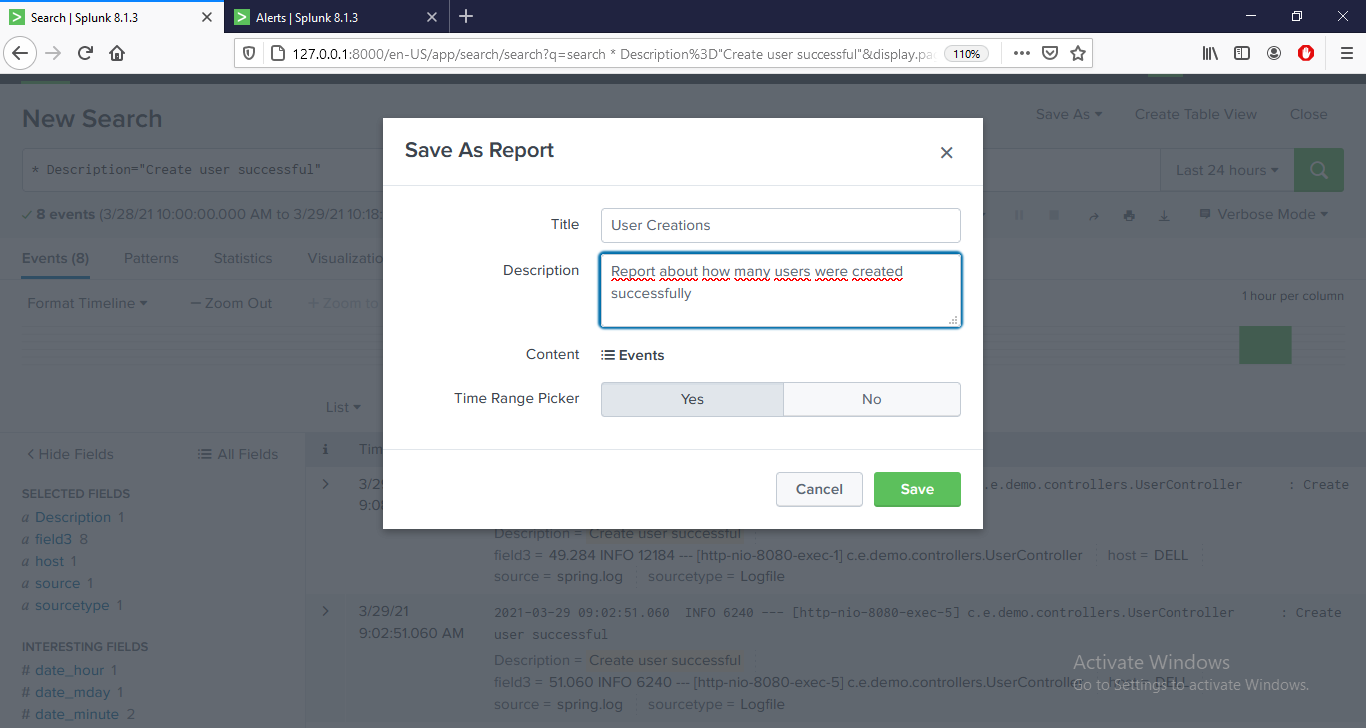 Search | Splunk 8.1.3
Alerts | Splunk 8.1.3
127.0.0.1:8000/en-US/app/search/search?q=search * Description%3D"Create user successful"&display.pa
110%
New Search
Save As
Create Table View
Close
* Description="Create user successful"
Last 24 hours
8 events (3/28/21 10:00:00.000 AM to 3/29/21 10:18:
Verbose Mode
Events (8)
Patterns
Statistics
Visualizatio
Format Timeline
— Zoom Out
+ Zoom to
1 hour per column
List
Save As Report
Title
User Creations
Description
Report about how many users were created
successfully
Content
Events
Time Range Picker
Yes
No
Cancel
Save
< Hide Fields
All Fields
i
Tim
SELECTED FIELDS
a Description 1
a field3 8
a host 1
a source 1
a sourcetype 1
INTERESTING FIELDS
# date_hour 1
# date_mday 1
# date_minute 2
3/29
9:08
.e.demo.controllers.UserController : Create
Description = Create user successful
field3 = 49.284 INFO 12184 --- [http-nio-8080-exec-1] c.e.demo.controllers.UserController host = DELL
source = spring.log sourcetype = Logfile
3/29/21
9:02:51.060 AM
2021-03-29 09:02:51.060 INFO 6240 --- [http-nio-8080-exec-5] c.e.demo.controllers.UserController : Create
user successful
Description = Create user successful
field3 = 51.060 INFO 6240 --- [http-nio-8080-exec-5] c.e.demo.controllers.UserController host = DELL
source = spring.log sourcetype = Logfile
Activate Windows
Go to Settings to activate Windows.